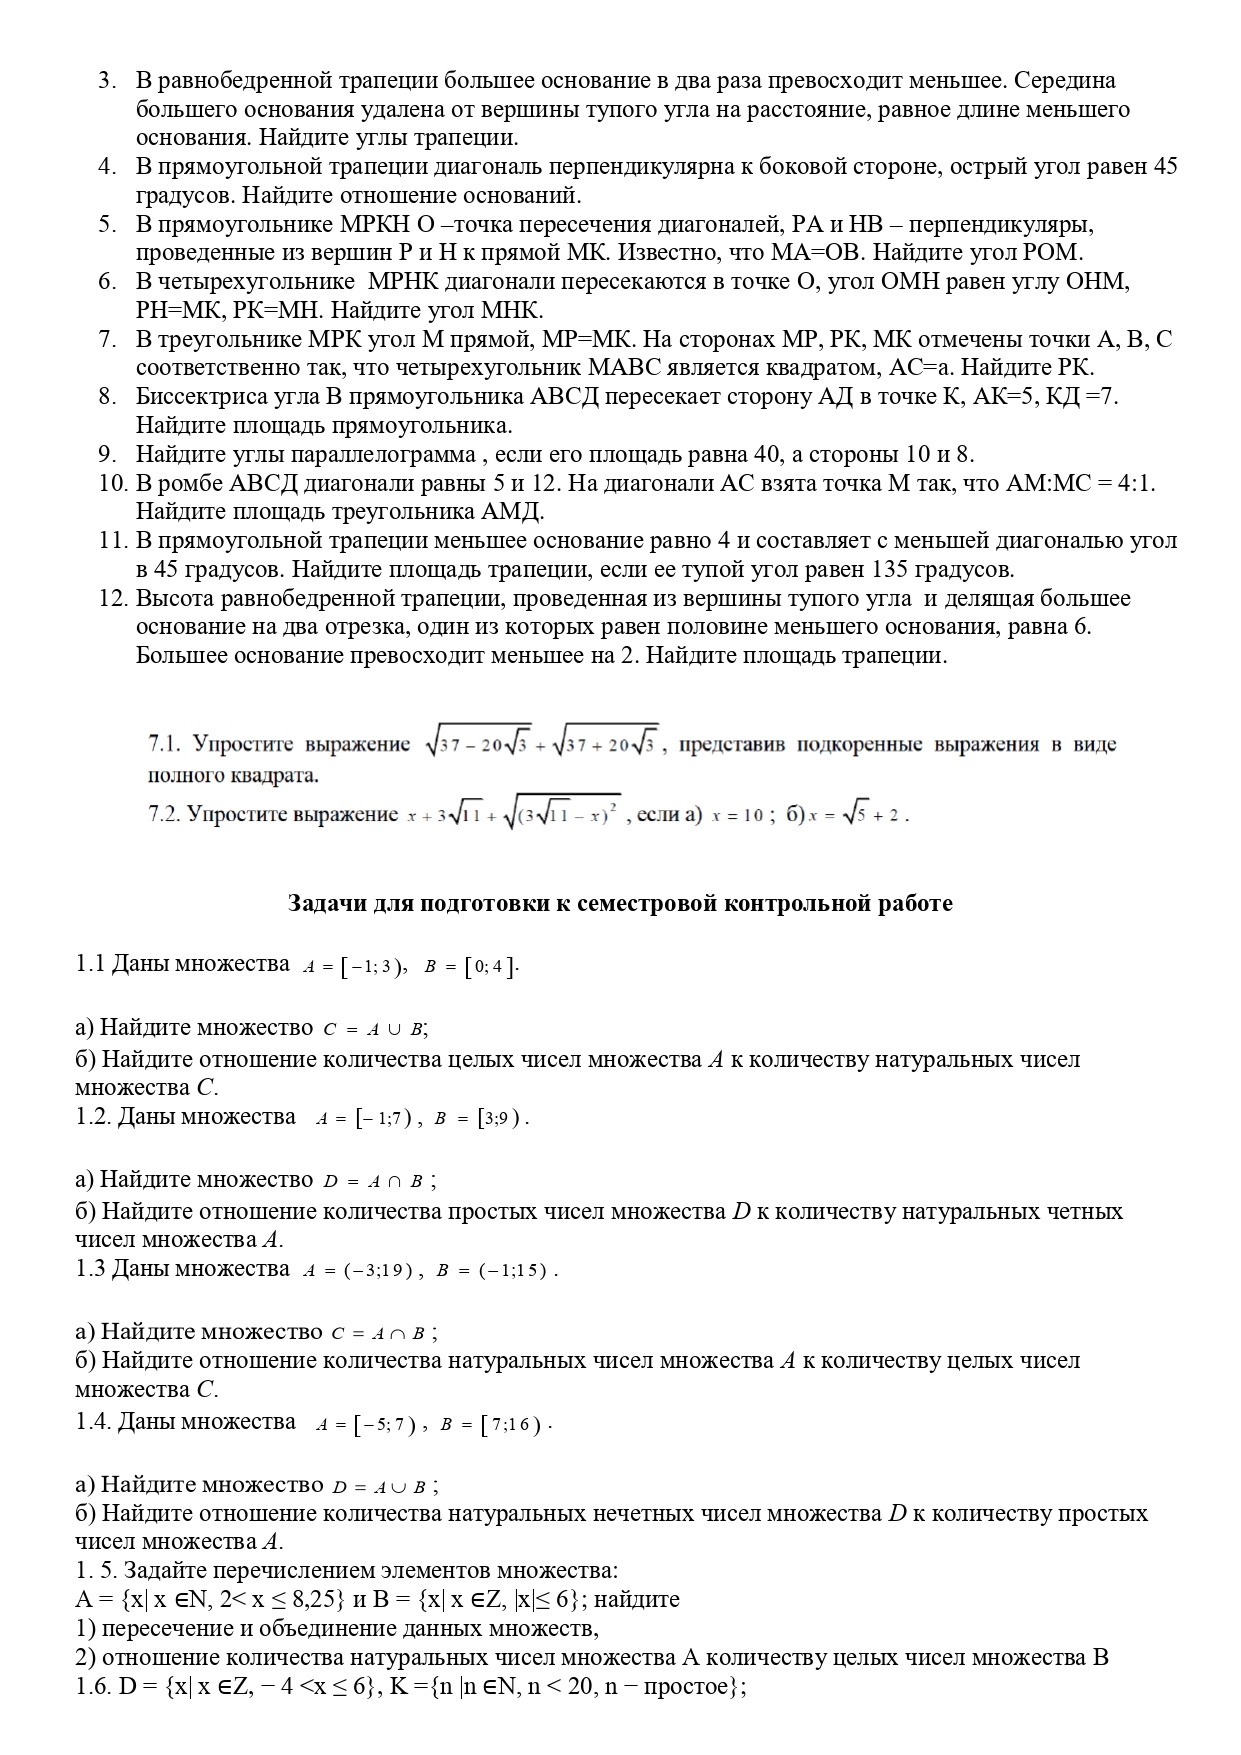 3. В равнобедренной трапеции большее основание в два раза превосходит меньшее. Середина
большего основания удалена от вершины тупого угла на расстояние, равное длине меньшего
основания. Найдите углы трапеции.
4. В прямоугольной трапеции диагональ перпендикулярна к боковой стороне, острый угол равен 45
градусов. Найдите отношение оснований.
5. В прямоугольнике МРКН О –точка пересечения диагоналей, РА и НВ – перпендикуляры,
проведенные из вершин Р и Н к прямой МК. Известно, что МА=ОВ. Найдите угол РОМ.
6. В четырехугольнике  МРНК диагонали пересекаются в точке О, угол ОМН равен углу ОНМ,
РН=МК, РК=МН. Найдите угол МНК.
7. В треугольнике МРК угол М прямой, МР=МК. На сторонах МР, РК, МК отмечены точки А, В, С
соответственно так, что четырехугольник МАВС является квадратом, АС=а. Найдите РК.
8. Биссектриса угла В прямоугольника АВСД пересекает сторону АД в точке К, АК=5, КД =7.
Найдите площадь прямоугольника.
9. Найдите углы параллелограмма , если его площадь равна 40, а стороны 10 и 8.
10. В ромбе АВСД диагонали равны 5 и 12. На диагонали АС взята точка М так, что АМ:МС = 4:1.
Найдите площадь треугольника АМД.
11. В прямоугольной трапеции меньшее основание равно 4 и составляет с меньшей диагональю угол
в 45 градусов. Найдите площадь трапеции, если ее тупой угол равен 135 градусов.
12. Высота равнобедренной трапеции, проведенная из вершины тупого угла  и делящая большее
основание на два отрезка, один из которых равен половине меньшего основания, равна 6.
Большее основание превосходит меньшее на 2. Найдите площадь трапеции.
7.1. Упростите выражение √(37 − 20√3) + √(37 + 20√3), представив подкоренные выражения в виде
полного квадрата.
7.2. Упростите выражение x + 3√11 + √((3√11 − x)²) , если а) x = 10 ; б) x = √5 + 2 .
Задачи для подготовки к семестровой контрольной работе
1.1 Даны множества A = [−1; 3), B = [0; 4].
а) Найдите множество C = A ∪ B;
б) Найдите отношение количества целых чисел множества A к количеству натуральных чисел
множества C.
1.2. Даны множества A = [− 1;7) , B = [3;9) .
а) Найдите множество D = A ∩ B ;
б) Найдите отношение количества простых чисел множества D к количеству натуральных четных
чисел множества A.
1.3 Даны множества A = (−3;19) , B = (−1;15) .
а) Найдите множество C = A ∩ B ;
б) Найдите отношение количества натуральных чисел множества A к количеству целых чисел
множества C.
1.4. Даны множества A = [−5; 7) , B = [7;16) .
а) Найдите множество D = A ∪ B ;
б) Найдите отношение количества натуральных нечетных чисел множества D к количеству простых
чисел множества A.
1. 5. Задайте перечислением элементов множества:
A = {x| x ∈N, 2< x ≤ 8,25} и B = {x| x ∈Z, |x|≤ 6}; найдите
1) пересечение и объединение данных множеств,
2) отношение количества натуральных чисел множества A количеству целых чисел множества B
1.6. D = {x| x ∈Z, − 4 <x ≤ 6}, K ={n |n ∈N, n < 20, n − простое};